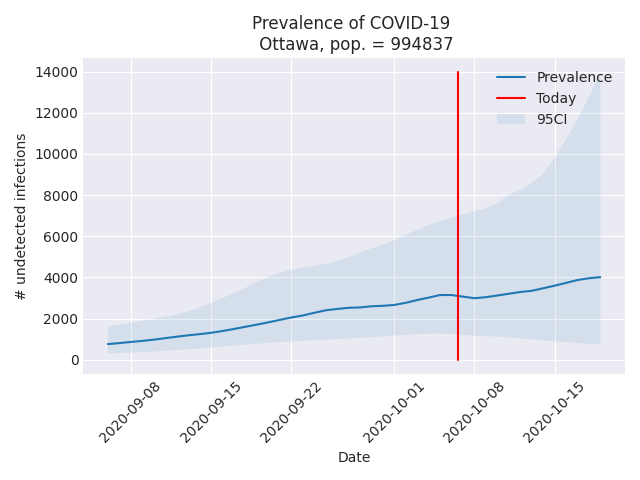 Prevalence of COVID-19
Ottawa, pop. = 994837
14000
12000
10000
8000
6000
4000
2000
0
# undetected infections
Prevalence
Today
95CI
2020-09-08
2020-09-15
2020-09-22
2020-10-01
2020-10-08
2020-10-15
Date